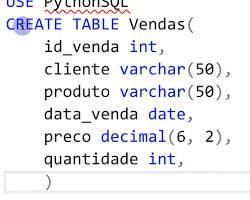 USE PythonSQL
CREATE TABLE Vendas(
id_venda int,
cliente varchar(50),
produto varchar(50),
data_venda date,
preco decimal(6, 2),
quantidade int,
)